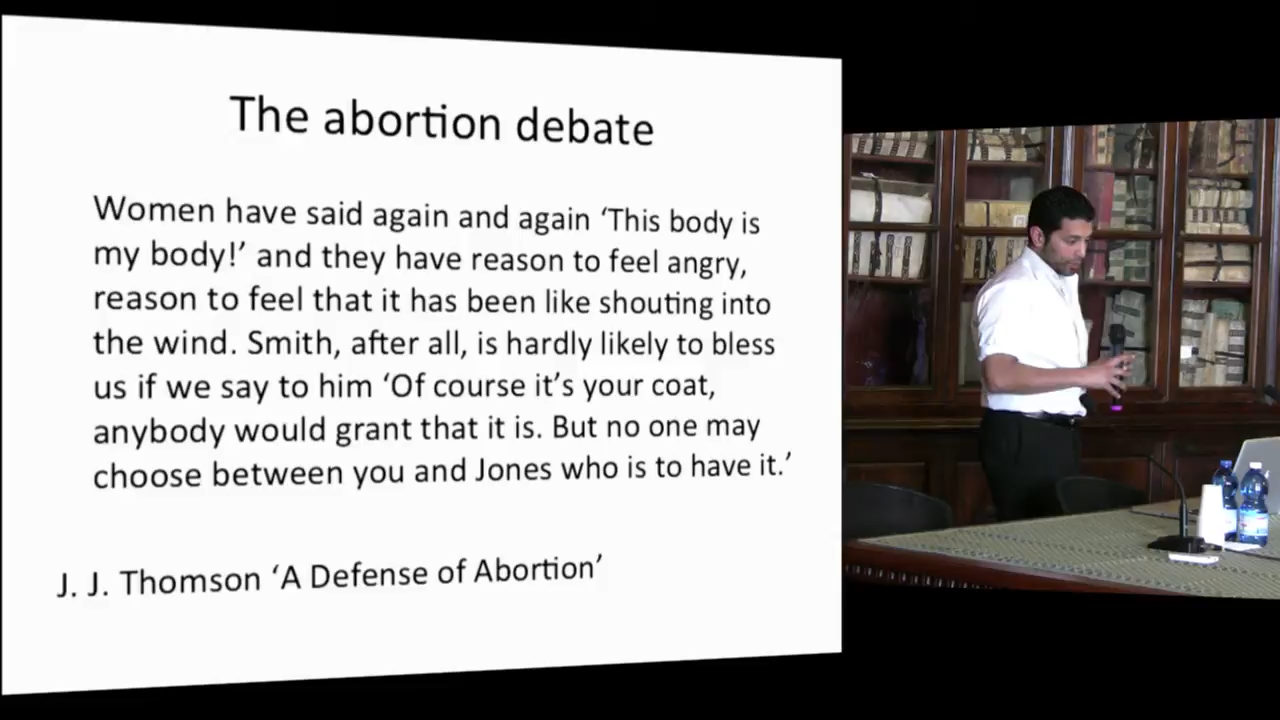 The abortion debate
Women have said again and again ‘This body is
my body!’ and they have reason to feel angry,
reason to feel that it has been like shouting into
the wind. Smith, after all, is hardly likely to bless
us if we say to him ‘Of course it’s your coat,
anybody would grant that it is. But no one may
choose between you and Jones who is to have it.’
J. J. Thomson ‘A Defense of Abortion’